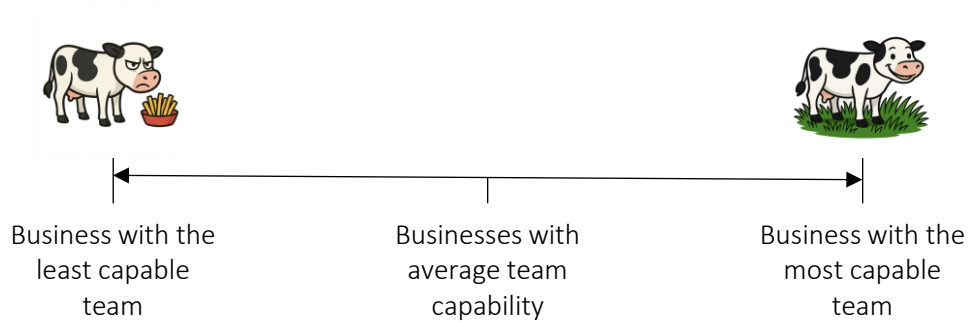 Business with the
least capable
team
Businesses with
average team
capability
Business with the
most capable
team